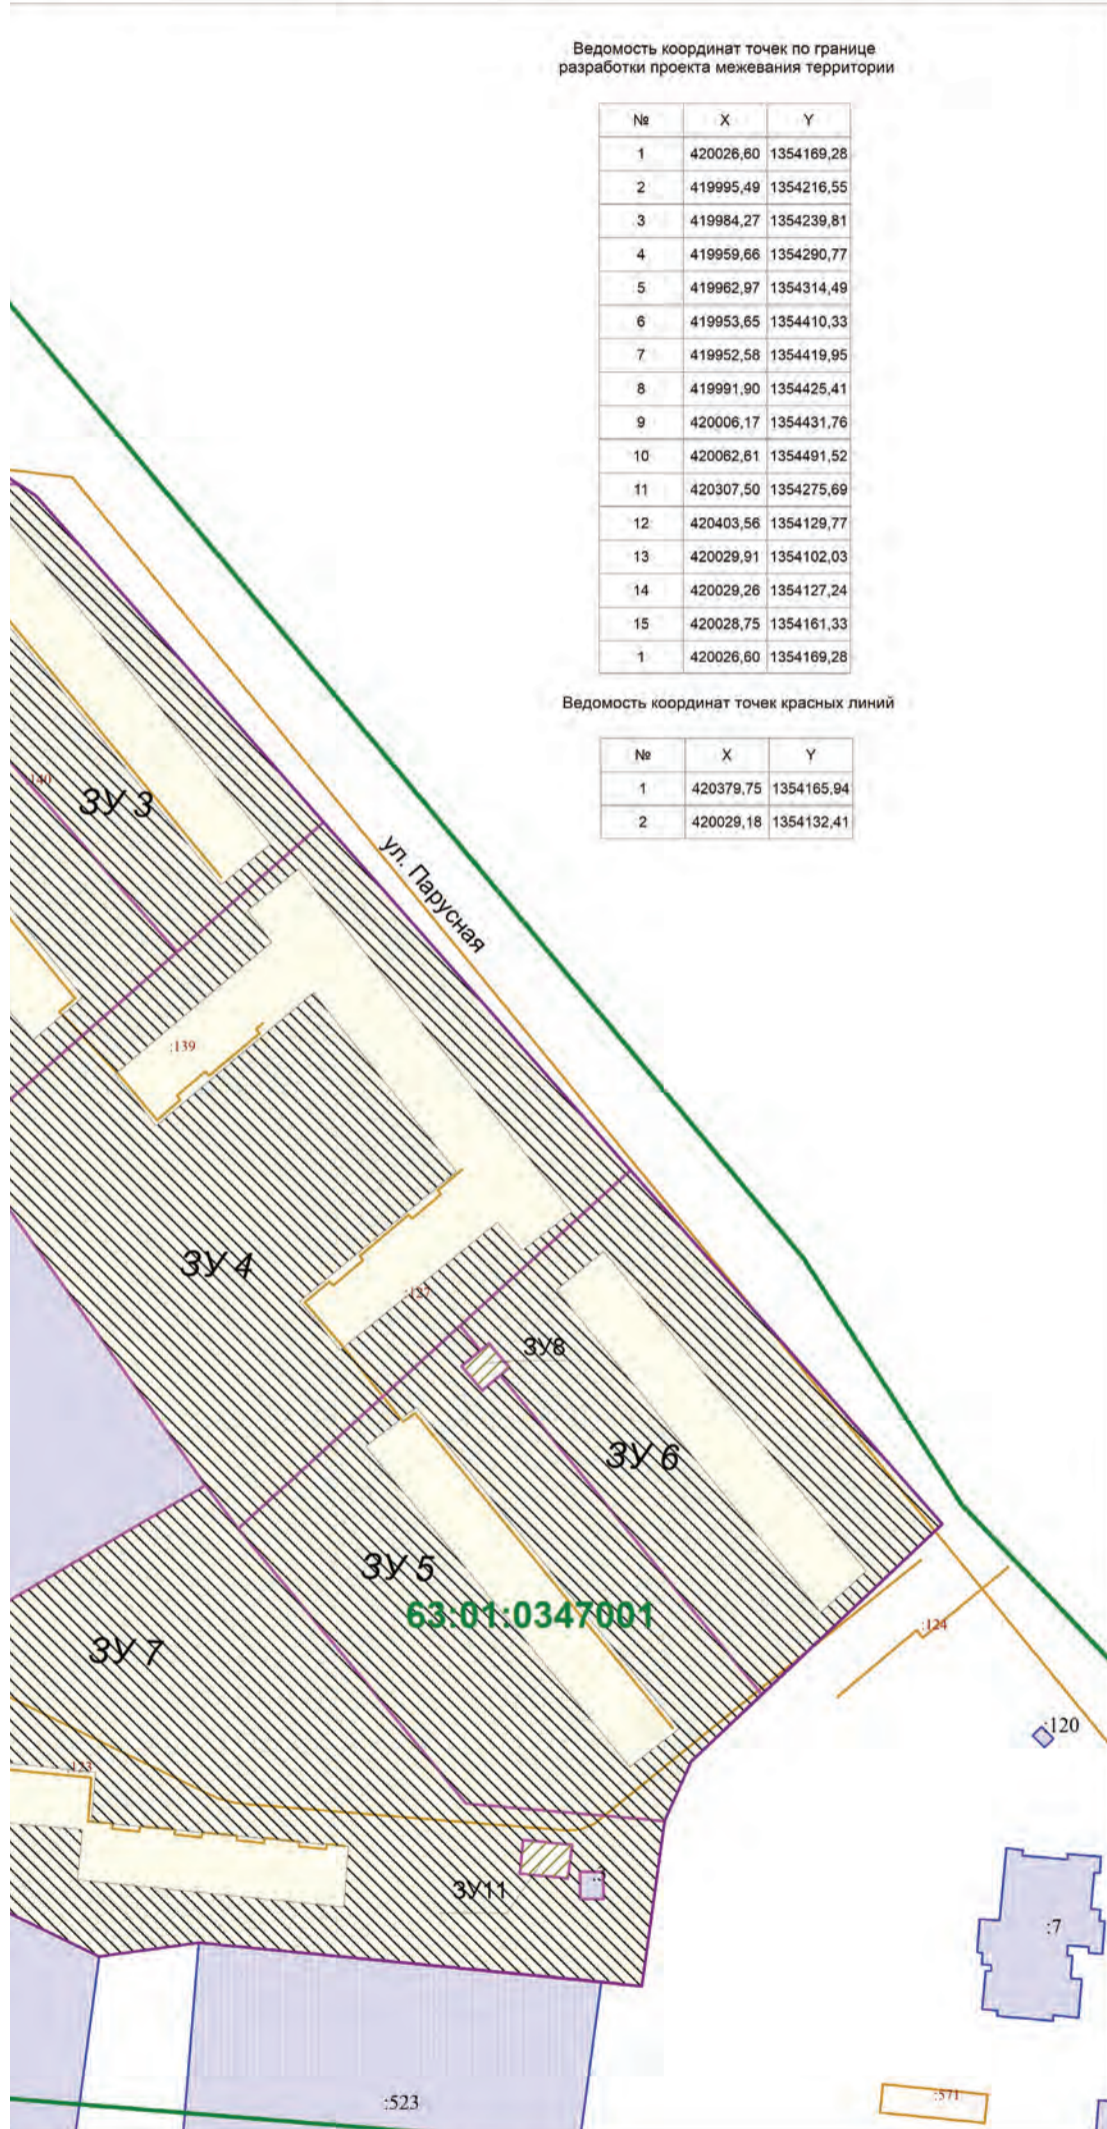 Ведомость координат точек по границе
разработки проекта межевания территории
№ X Y
1 420026,60 1354169,28
2 419995,49 1354216,55
3 419984,27 1354239,81
4 419959,66 1354290,77
5 419962,97 1354314,49
6 419953,65 1354410,33
7 419952,58 1354419,95
8 419991,90 1354425,41
9 420006,17 1354431,76
10 420062,61 1354491,52
11 420307,50 1354275,69
12 420403,56 1354129,77
13 420029,91 1354102,03
14 420029,26 1354127,24
15 420028,75 1354161,33
1 420026,60 1354169,28
Ведомость координат точек красных линий
№ X Y
1 420379,75 1354165,94
2 420029,18 1354132,41
:140
ЗУ 3
ул. Парусная
:139
ЗУ 4
:127
ЗУ8
ЗУ 6
ЗУ 5
63:01:0347001
:124
ЗУ 7
:120
:123
ЗУ11
:7
:571
:523